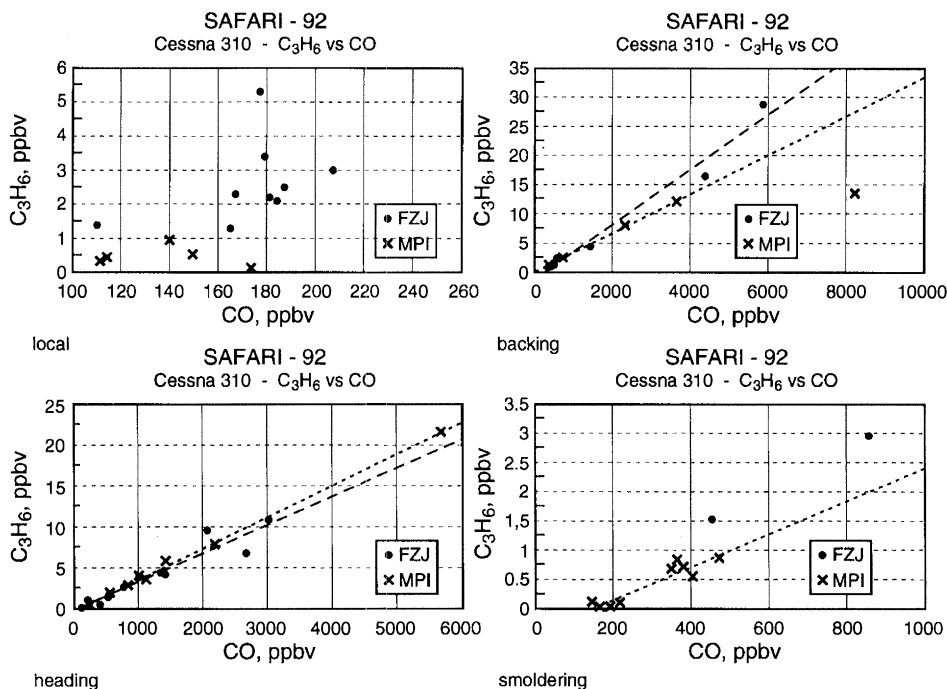 SAFARI - 92
Cessna 310 - C₃H₆ vs CO
C₃H₆, ppbv
6
5
4
3
2
1
0
100 120 140 160 180 200 220 240 260
CO, ppbv
FZJ
MPI
local
SAFARI - 92
Cessna 310 - C₃H₆ vs CO
C₃H₆, ppbv
35
30
25
20
15
10
5
0
0 2000 4000 6000 8000 10000
CO, ppbv
FZJ
MPI
backing
SAFARI - 92
Cessna 310 - C₃H₆ vs CO
C₃H₆, ppbv
25
20
15
10
5
0
0 1000 2000 3000 4000 5000 6000
CO, ppbv
FZJ
MPI
heading
SAFARI - 92
Cessna 310 - C₃H₆ vs CO
C₃H₆, ppbv
3.5
3
2.5
2
1.5
1
0.5
0
0 200 400 600 800 1000
CO, ppbv
FZJ
MPI
smoldering